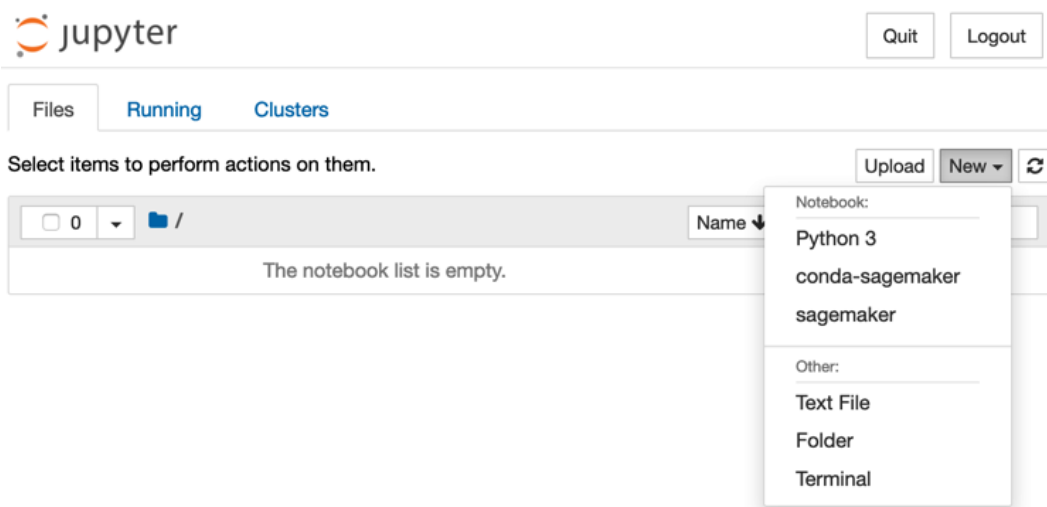 jupyter
Quit
Logout
Files
Running
Clusters
Select items to perform actions on them.
Upload
New
0
/
Name
Notebook:
The notebook list is empty.
Python 3
conda-sagemaker
sagemaker
Other:
Text File
Folder
Terminal